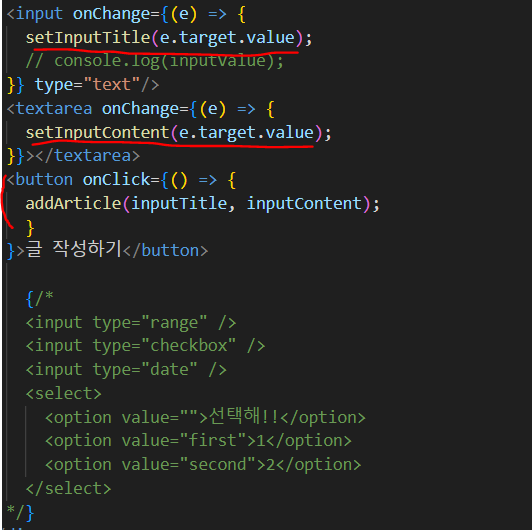 <input onChange={(e) => {
setInputTitle(e.target.value);
// console.log(inputValue);
}} type="text"/>
<textarea onChange={(e) => {
setInputContent(e.target.value);
}}></textarea>
<button onClick={() => {
addArticle(inputTitle, inputContent);
}
}>글 작성하기</button>
{/*
<input type="range" />
<input type="checkbox" />
<input type="date" />
<select>
<option value="">선택해!!</option>
<option value="first">1</option>
<option value="second">2</option>
</select>
*/}